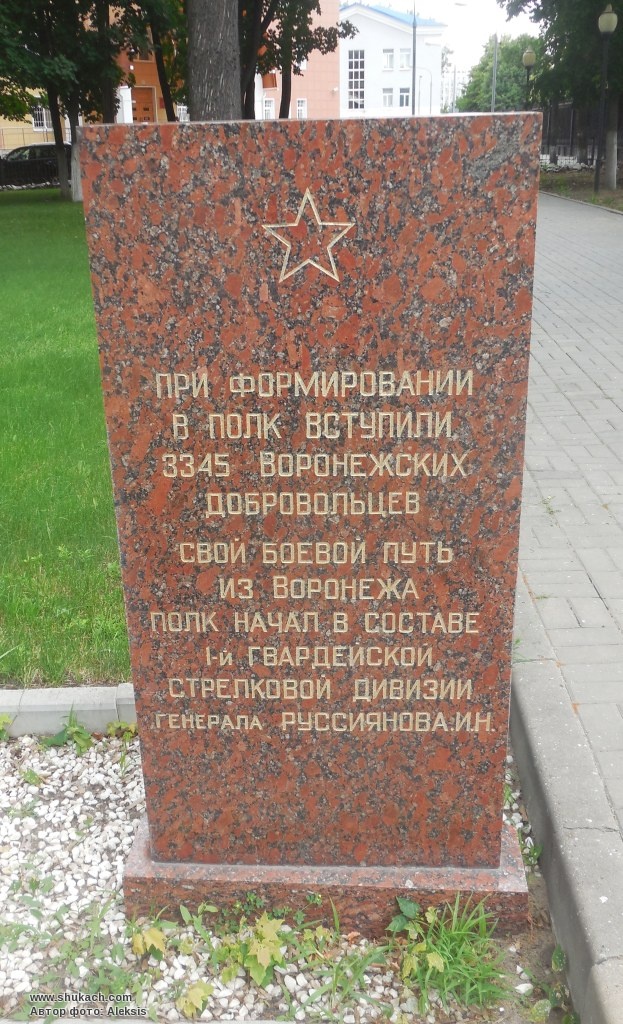 ПРИ ФОРМИРОВАНИИ
В ПОЛК ВСТУПИЛИ
3345 ВОРОНЕЖСКИХ
ДОБРОВОЛЬЦЕВ
СВОЙ БОЕВОЙ ПУТЬ
ИЗ ВОРОНЕЖА
ПОЛК НАЧАЛ В СОСТАВЕ
1-й ГВАРДЕЙСКОЙ
СТРЕЛКОВОЙ ДИВИЗИИ
ГЕНЕРАЛА РУССИЯНОВА.И.Н.
www.shukach.com
Автор фото: Aleksis